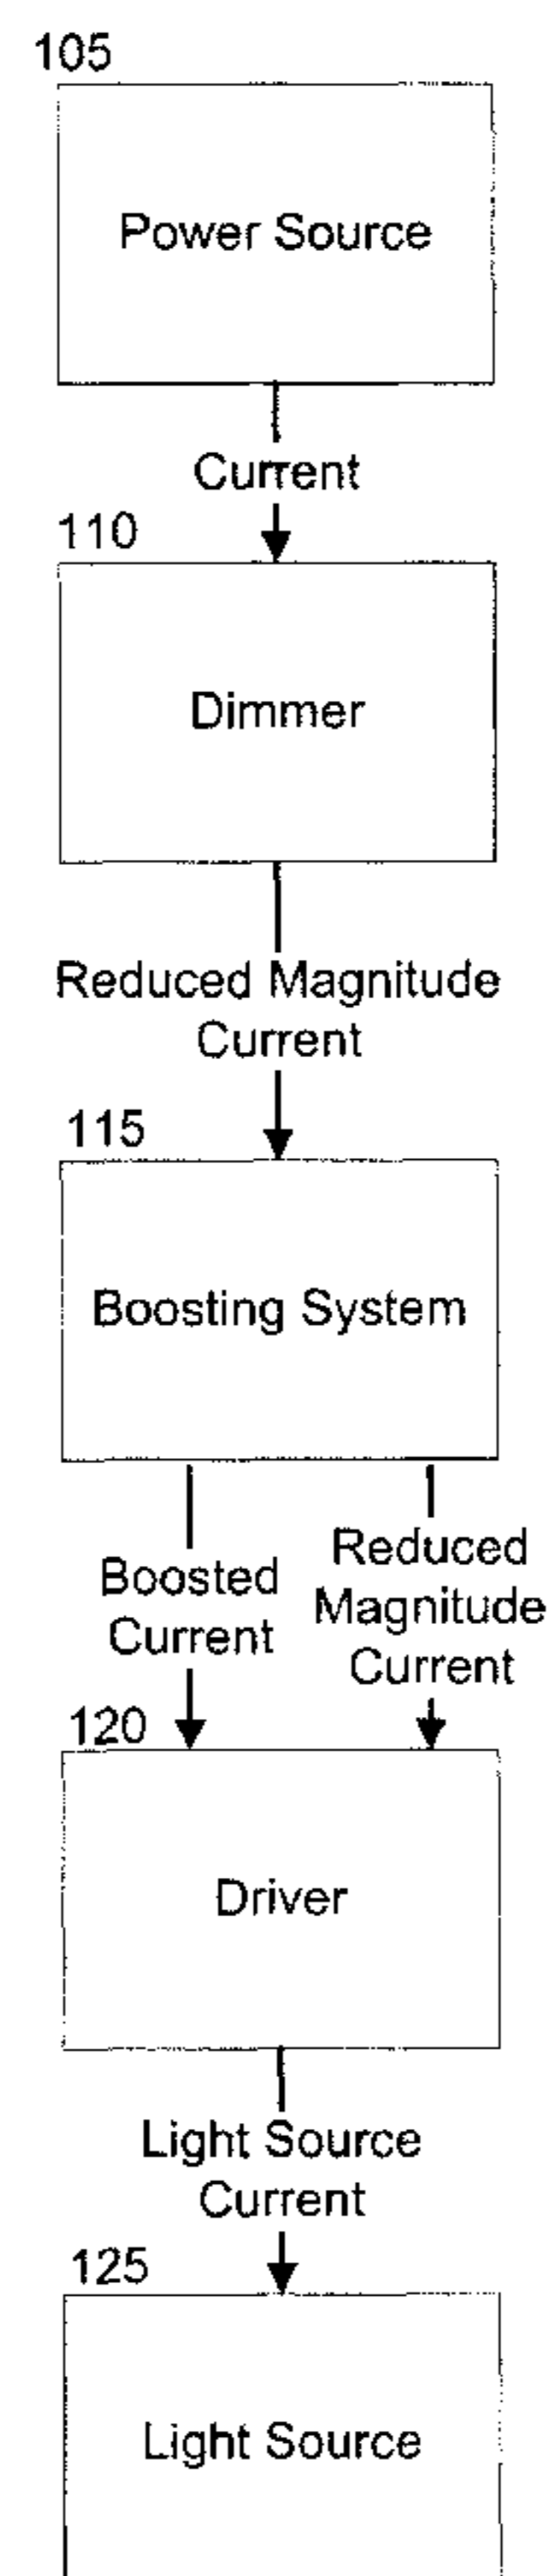 105
Power Source
Current
110
Dimmer
Reduced Magnitude
Current
115
Boosting System
Boosted
Current
Reduced
Magnitude
Current
120
Driver
Light Source
Current
125
Light Source